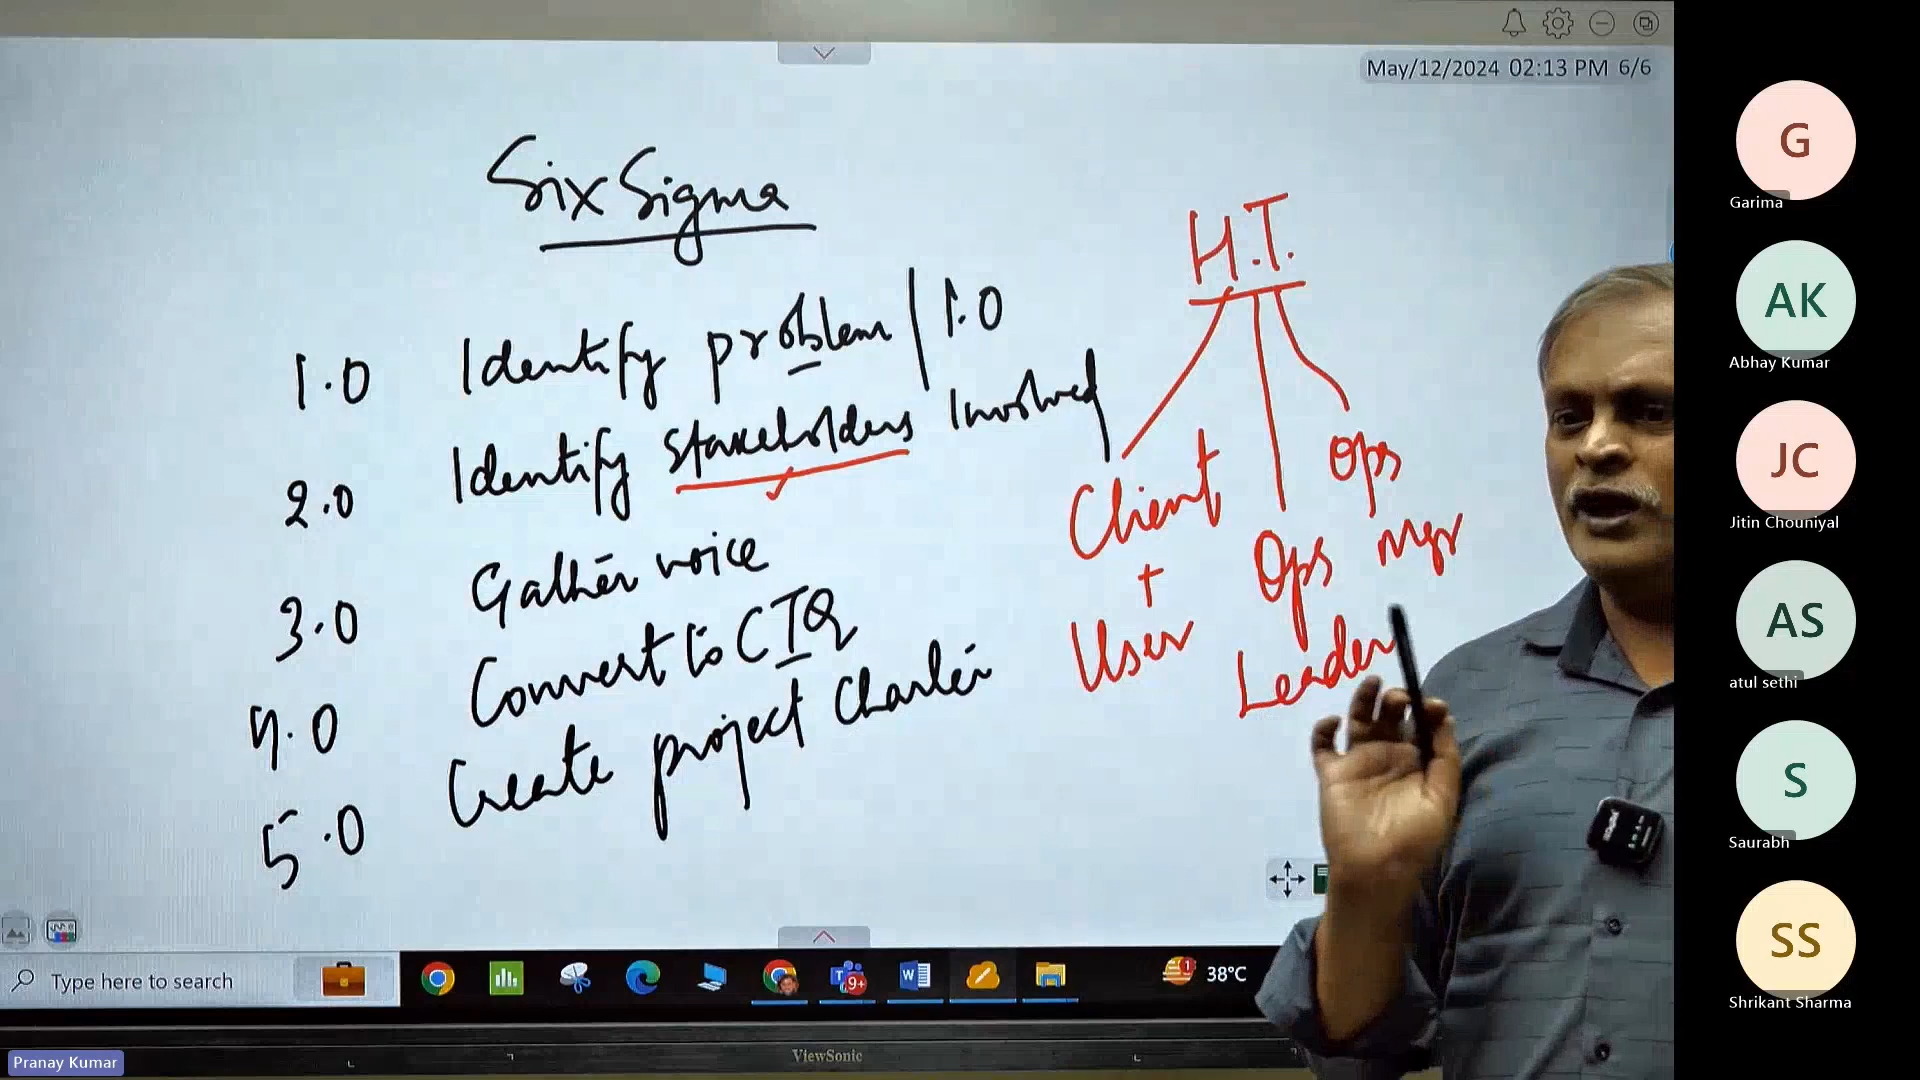 May/12/2024 02:13 PM 6/6
Six Sigma
1.0 Identify problem / 1.0
2.0 Identify stakeholders Involved
3.0 Gather voice
4.0 Convert to CTQ
5.0 Create project Charter
H.T.
Client
+
User
Ops
Leader
Ops
Mgr
Type here to search
9+
1
38°C
ViewSonic
Pranay Kumar
G
Garima
AK
Abhay Kumar
JC
Jitin Chouniyal
AS
atul sethi
S
Saurabh
SS
Shrikant Sharma